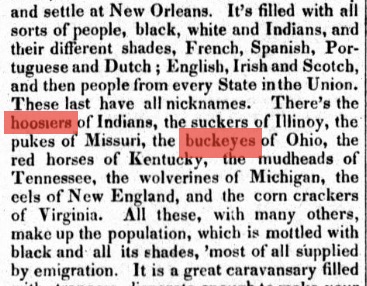 and settle at New Orleans. It's filled with all
sorts of people, black, white and Indians, and
their different shades, French, Spanish, Por-
tuguese and Dutch; English, Irish and Scotch,
and then people from every State in the Union.
These last have all nicknames. There's the
hoosiers of Indians, the suckers of Illinoy, the
pukes of Missuri, the buckeyes of Ohio, the
red horses of Kentucky, the mudheads of
Tennessee, the wolverines of Michigan, the
eels of New England, and the corn crackers
of Virginia. All these, with many others,
make up the population, which is mottled with
black and all its shades, 'most of all supplied
by emigration. It is a great caravansary filled